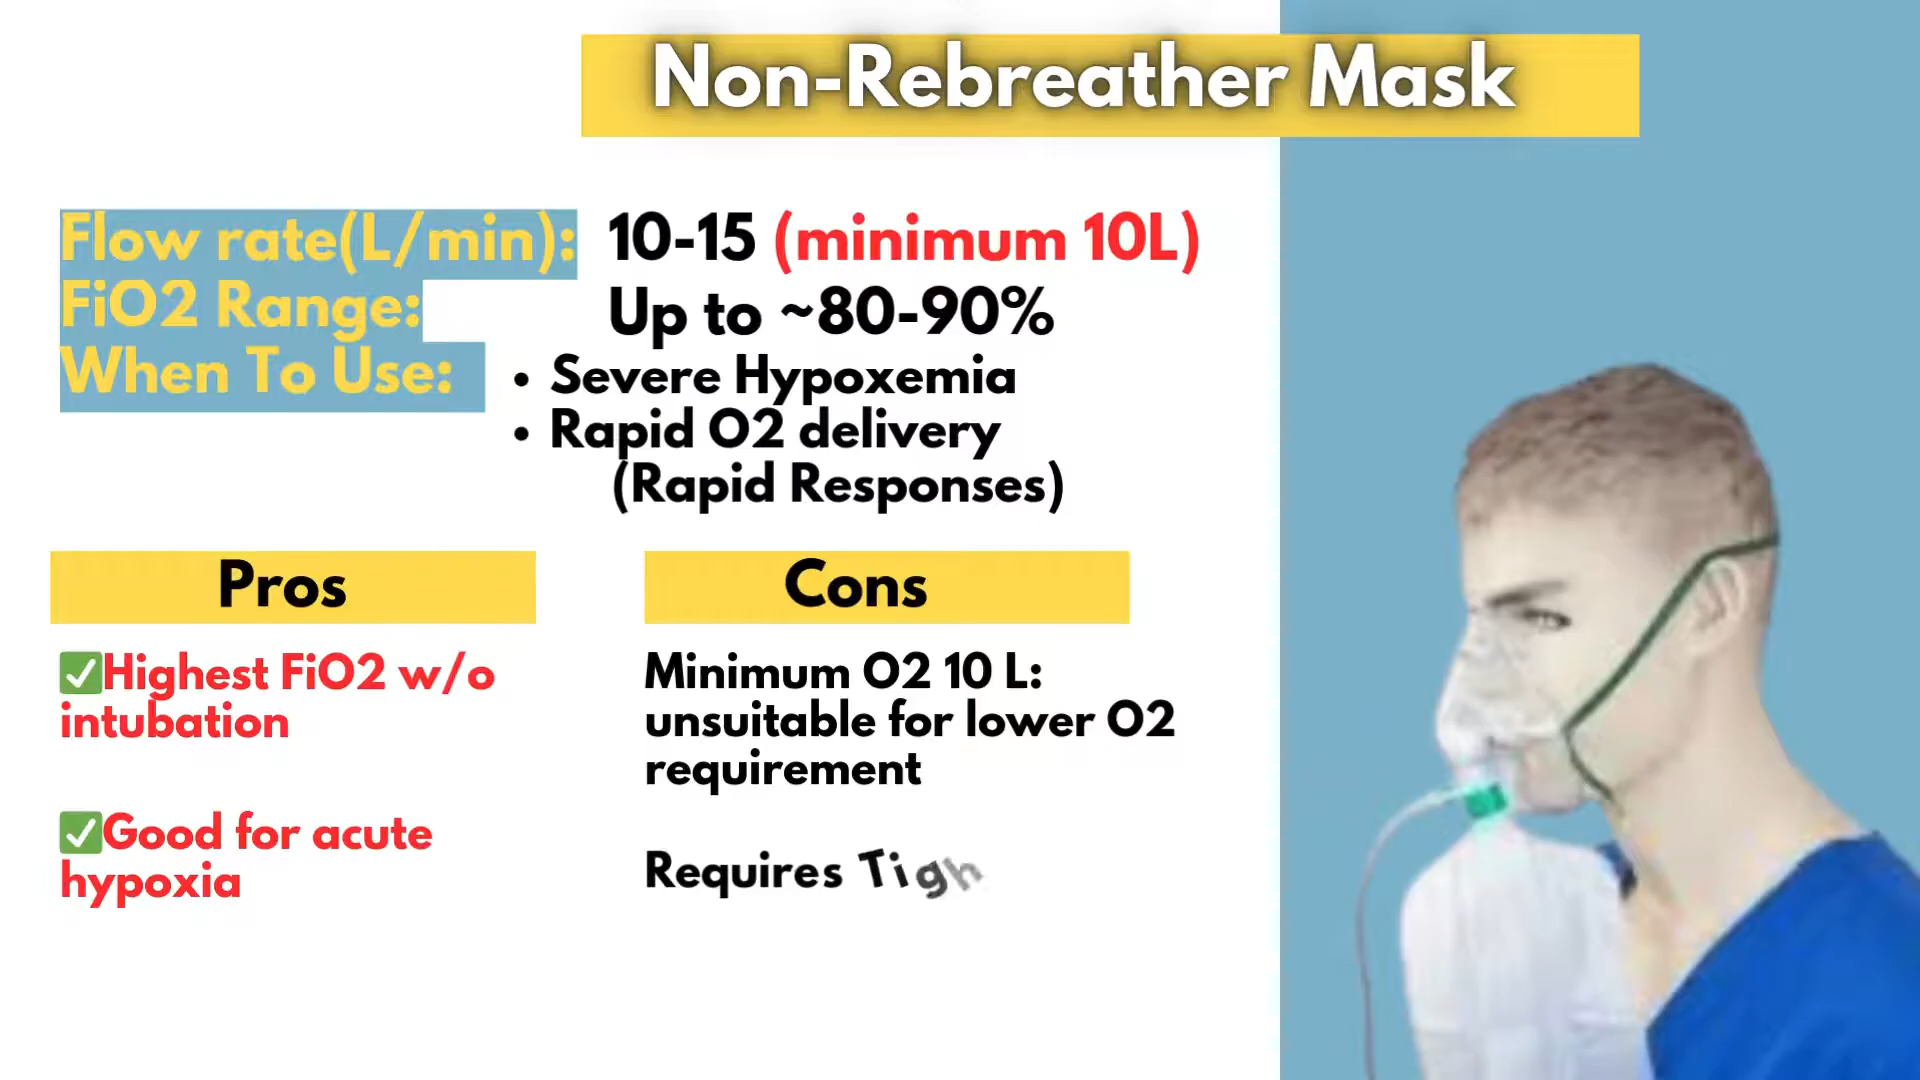 Non-Rebreather Mask
Flow rate(L/min): 10-15 (minimum 10L)
FiO2 Range: Up to ~80-90%
When To Use:
• Severe Hypoxemia
• Rapid O2 delivery
(Rapid Responses)
Pros
✅Highest FiO2 w/o
intubation
✅Good for acute
hypoxia
Cons
Minimum O2 10 L:
unsuitable for lower O2
requirement
Requires Tigh